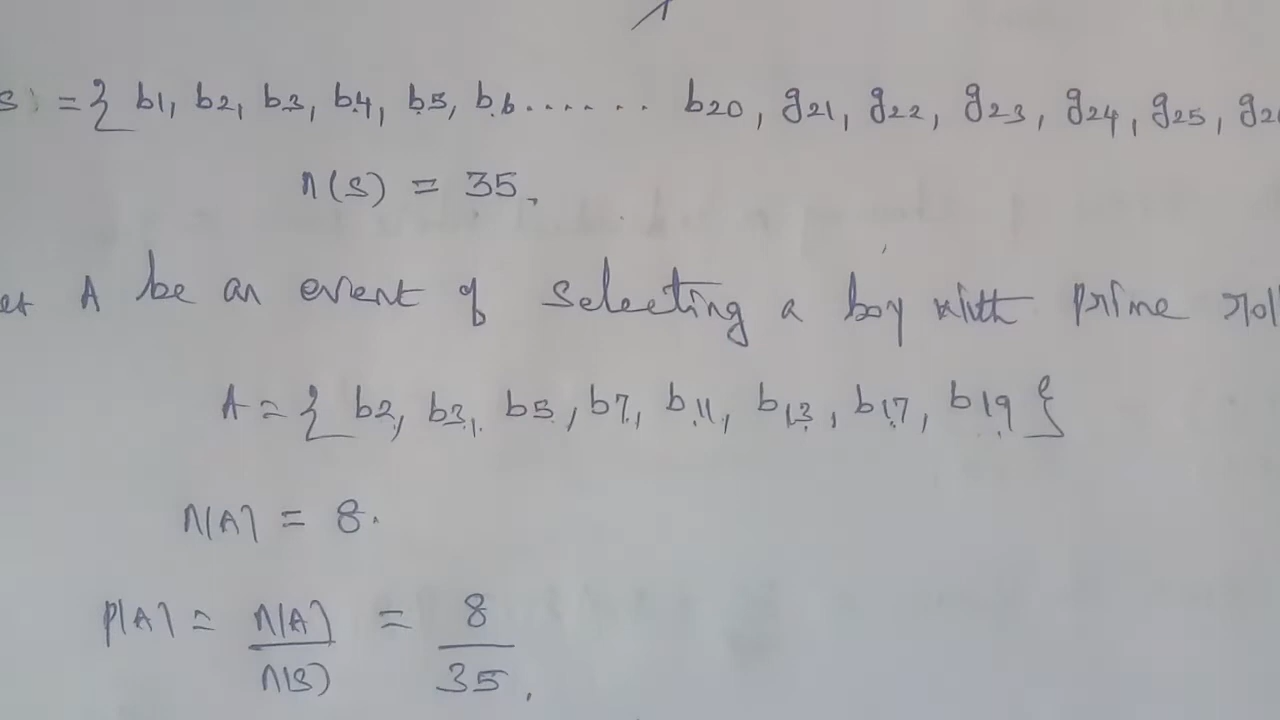 S = { b1, b2, b3, b4, b5, b6...... b20, g21, g22, g23, g24, g25,
n(S) = 35,
A be an event of selecting a boy with prime
A = { b2, b3, b5, b7, b11, b13, b17, b19 }
n(A) = 8.
P(A) = n(A)/n(S) = 8/35,